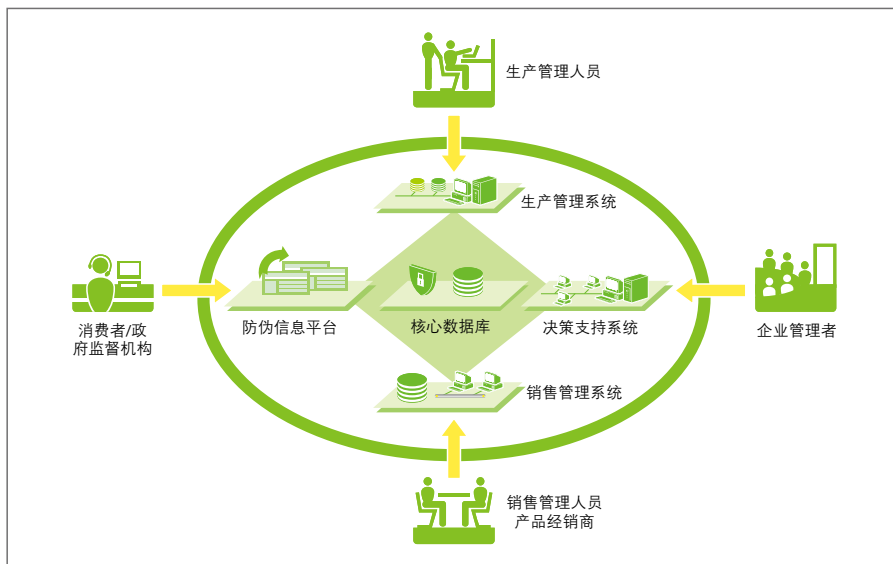 生产管理人员
生产管理系统
消费者/政
府监督机构
防伪信息平台
核心数据库
决策支持系统
企业管理者
销售管理系统
销售管理人员
产品经销商